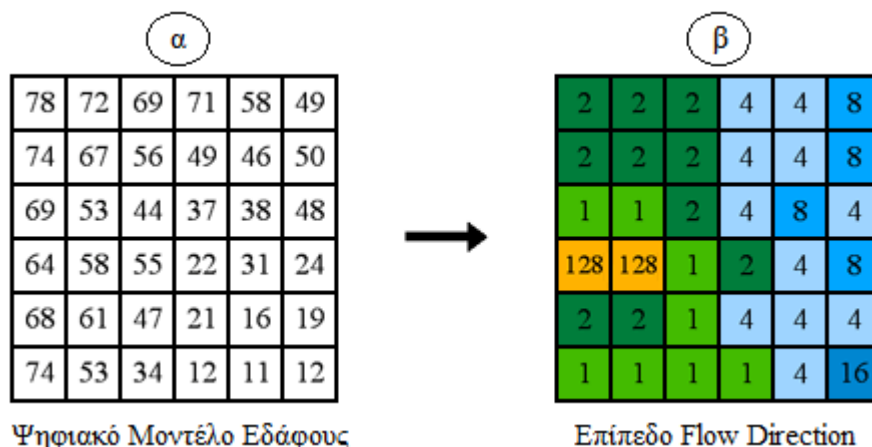 α β
78 72 69 71 58 49 2 2 2 4 4 8
74 67 56 49 46 50 2 2 2 4 4 8
69 53 44 37 38 48 1 1 2 4 8 4
64 58 55 22 31 24 128 128 1 2 4 8
68 61 47 21 16 19 2 2 1 4 4 4
74 53 34 12 11 12 1 1 1 1 4 16
Ψηφιακό Μοντέλο Εδάφους Επίπεδο Flow Direction